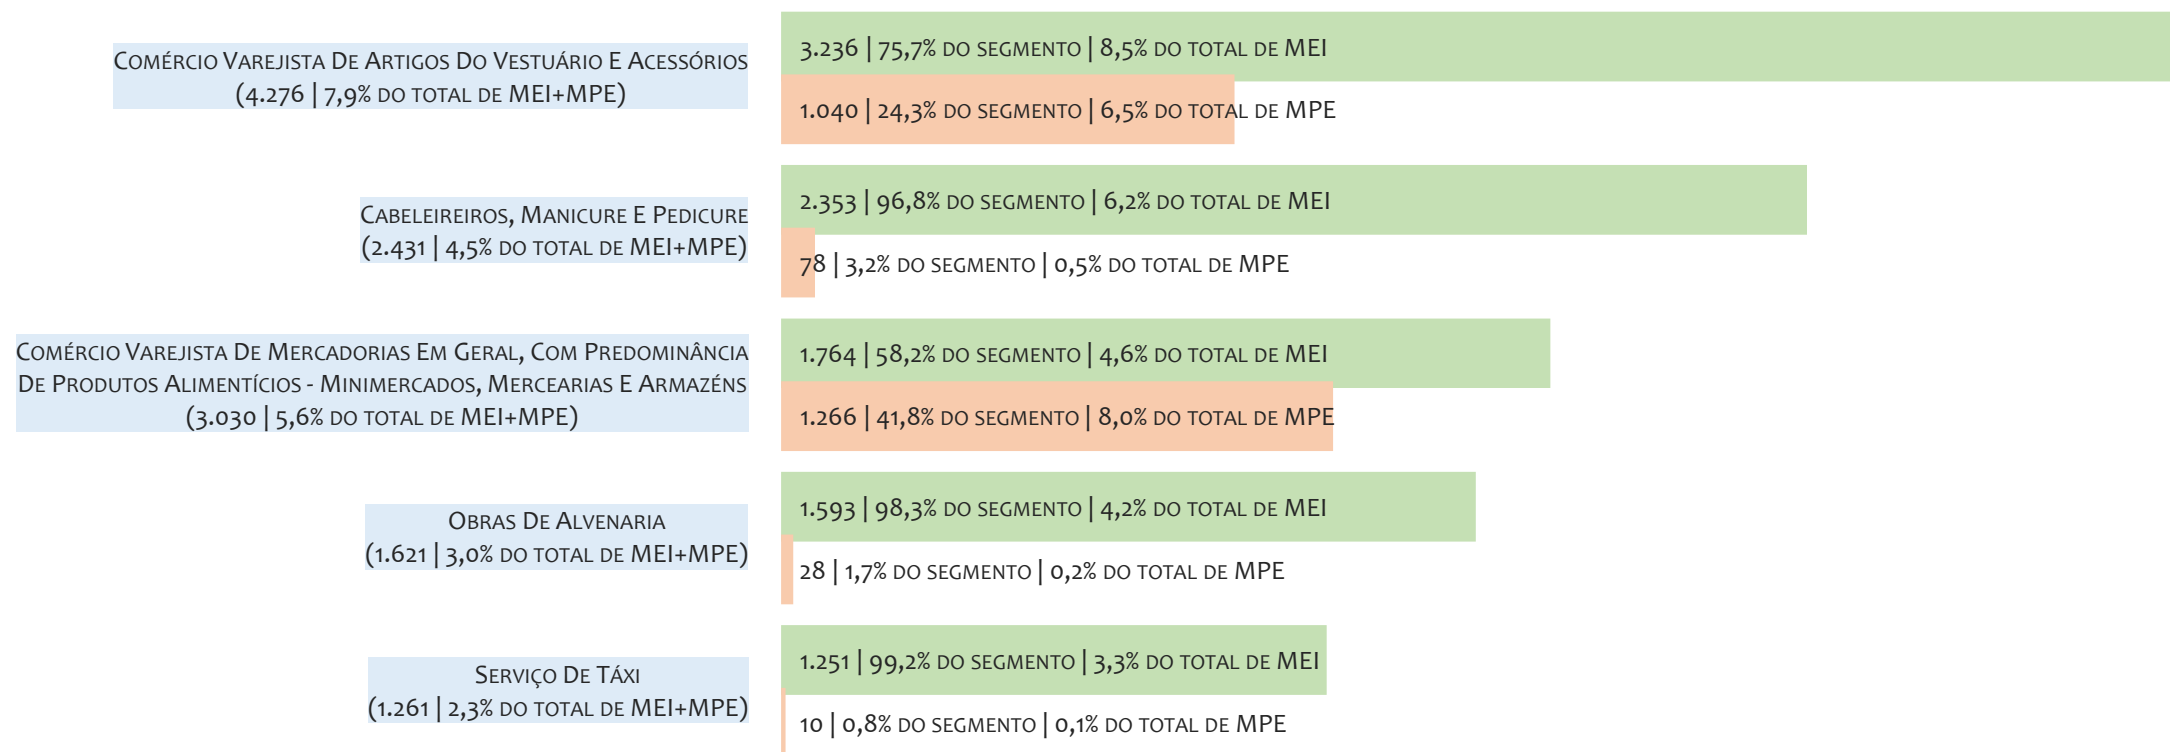 Comércio Varejista De Artigos Do Vestuário E Acessórios
(4.276 | 7,9% do total de MEI+MPE)
3.236 | 75,7% do segmento | 8,5% do total de MEI
1.040 | 24,3% do segmento | 6,5% do total de MPE
Cabeleireiros, Manicure E Pedicure
(2.431 | 4,5% do total de MEI+MPE)
2.353 | 96,8% do segmento | 6,2% do total de MEI
78 | 3,2% do segmento | 0,5% do total de MPE
Comércio Varejista De Mercadorias Em Geral, Com Predominância
De Produtos Alimentícios - Minimercados, Mercearias E Armazéns
(3.030 | 5,6% do total de MEI+MPE)
1.764 | 58,2% do segmento | 4,6% do total de MEI
1.266 | 41,8% do segmento | 8,0% do total de MPE
Obras De Alvenaria
(1.621 | 3,0% do total de MEI+MPE)
1.593 | 98,3% do segmento | 4,2% do total de MEI
28 | 1,7% do segmento | 0,2% do total de MPE
Serviço De Táxi
(1.261 | 2,3% do total de MEI+MPE)
1.251 | 99,2% do segmento | 3,3% do total de MEI
10 | 0,8% do segmento | 0,1% do total de MPE